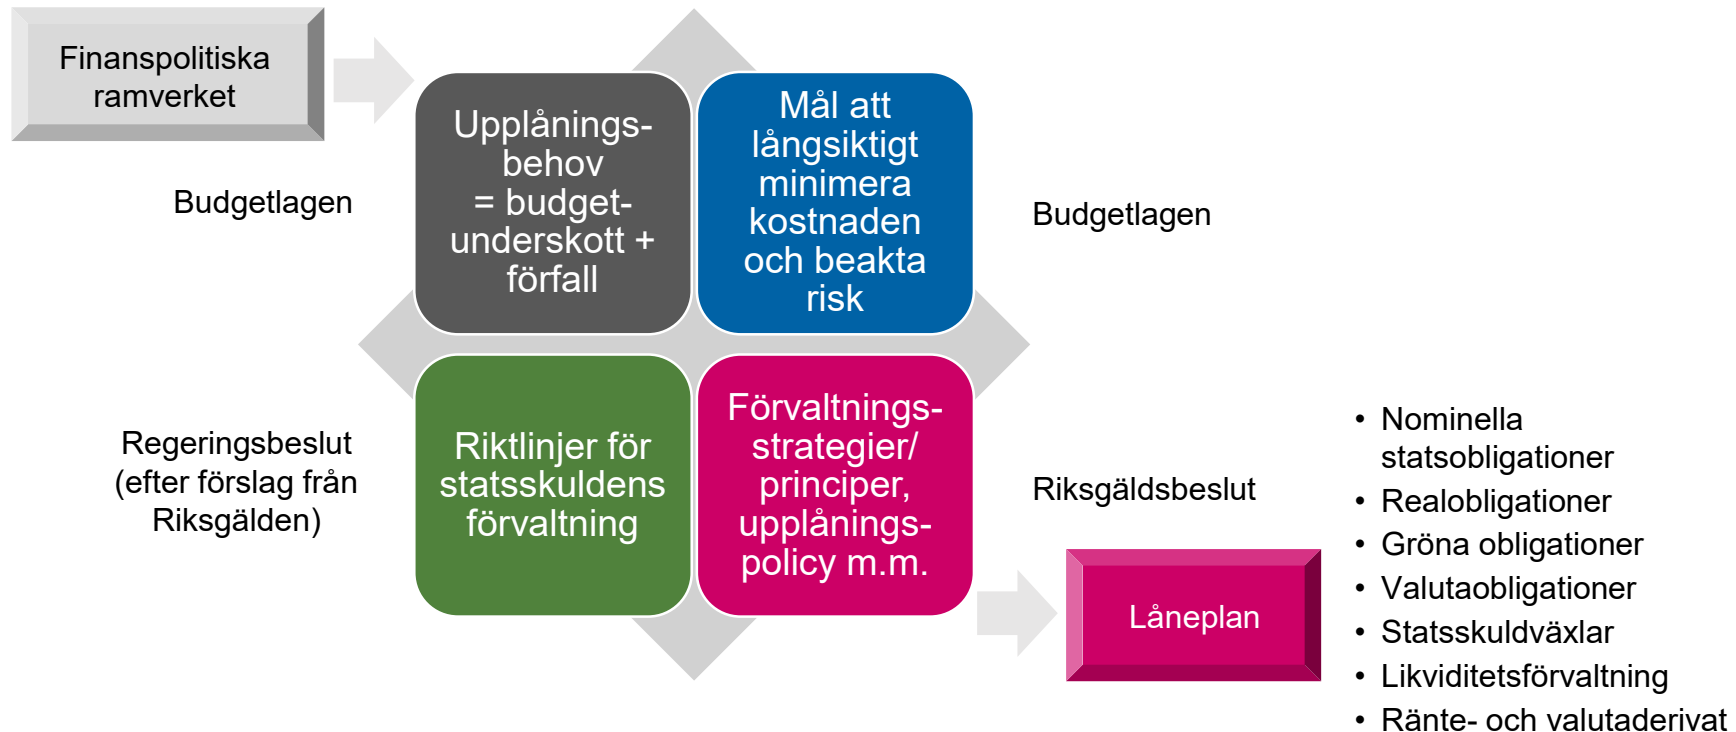 Finanspolitiska
ramverket
Upplånings-
behov
= budget-
underskott +
förfall
Mål att
långsiktigt
minimera
kostnaden
och beakta
risk
Budgetlagen
Budgetlagen
Regeringsbeslut
(efter förslag från
Riksgälden)
Riktlinjer för
statsskuldens
förvaltning
Förvaltnings-
strategier/
principer,
upplånings-
policy m.m.
Riksgäldsbeslut
Låneplan
• Nominella
statsobligationer
• Realobligationer
• Gröna obligationer
• Valutaobligationer
• Statsskuldväxlar
• Likviditetsförvaltning
• Ränte- och valutaderivat